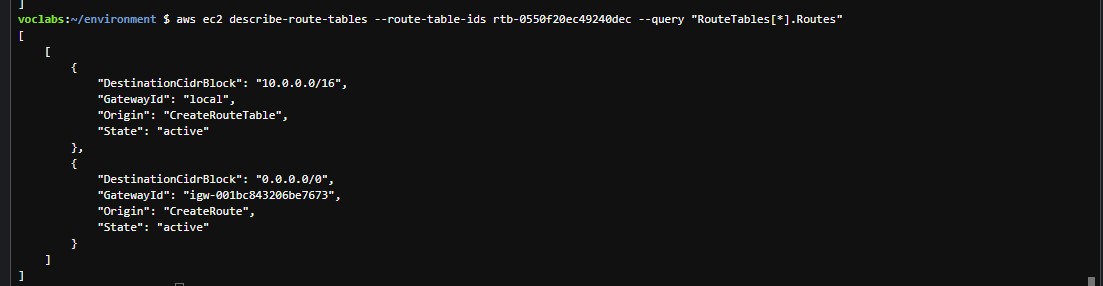 ]
voclabs:~/environment $ aws ec2 describe-route-tables --route-table-ids rtb-0550f20ec49240dec --query "RouteTables[*].Routes"
[
    [
        {
            "DestinationCidrBlock": "10.0.0.0/16",
            "GatewayId": "local",
            "Origin": "CreateRouteTable",
            "State": "active"
        },
        {
            "DestinationCidrBlock": "0.0.0.0/0",
            "GatewayId": "igw-001bc843206be7673",
            "Origin": "CreateRoute",
            "State": "active"
        }
    ]
]